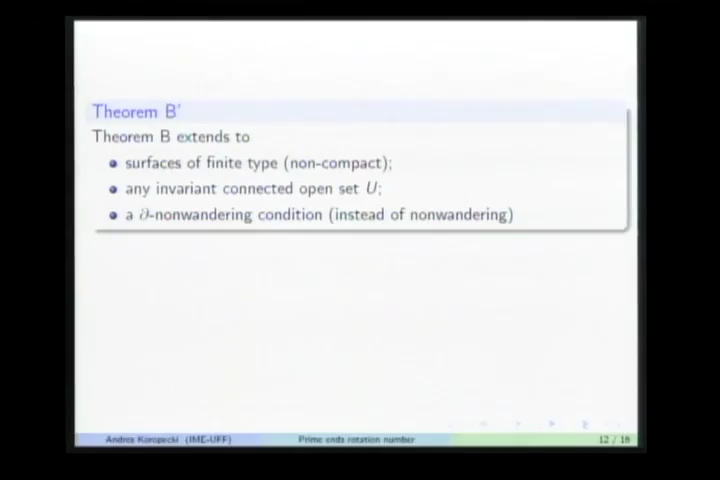 Theorem B'
Theorem B extends to
surfaces of finite type (non-compact);
any invariant connected open set U;
a ∂-nonwandering condition (instead of nonwandering)
Andres Koropecki (IME-UFF) Prime ends rotation number 12 / 18